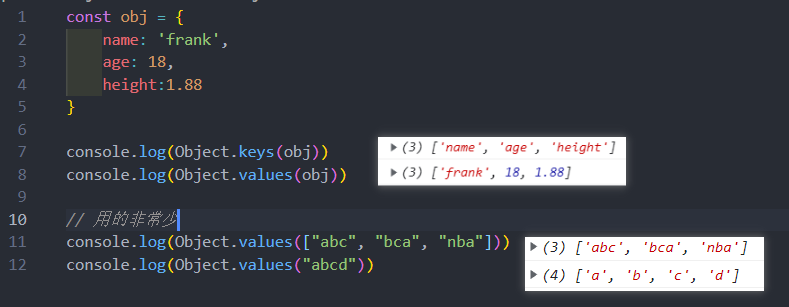 1 const obj = {
2 name: 'frank',
3 age: 18,
4 height:1.88
5 }
6
7 console.log(Object.keys(obj))
▶(3) ['name', 'age', 'height']
8 console.log(Object.values(obj))
▶(3) ['frank', 18, 1.88]
9
10 // 用的非常少
11 console.log(Object.values(["abc", "bca", "nba"]))
▶(3) ['abc', 'bca', 'nba']
12 console.log(Object.values("abcd"))
▶(4) ['a', 'b', 'c', 'd']